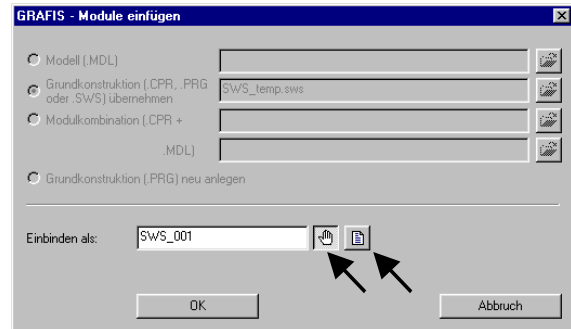 GRAFIS - Module einfügen
Modell (.MDL)
Grundkonstruktion (.CPR, .PRG
oder .SWS) übernehmen
SWS_temp.sws
Modulkombination (.CPR +
.MDL)
Grundkonstruktion (.PRG) neu anlegen
Einbinden als:
SWS_001
OK
Abbruch